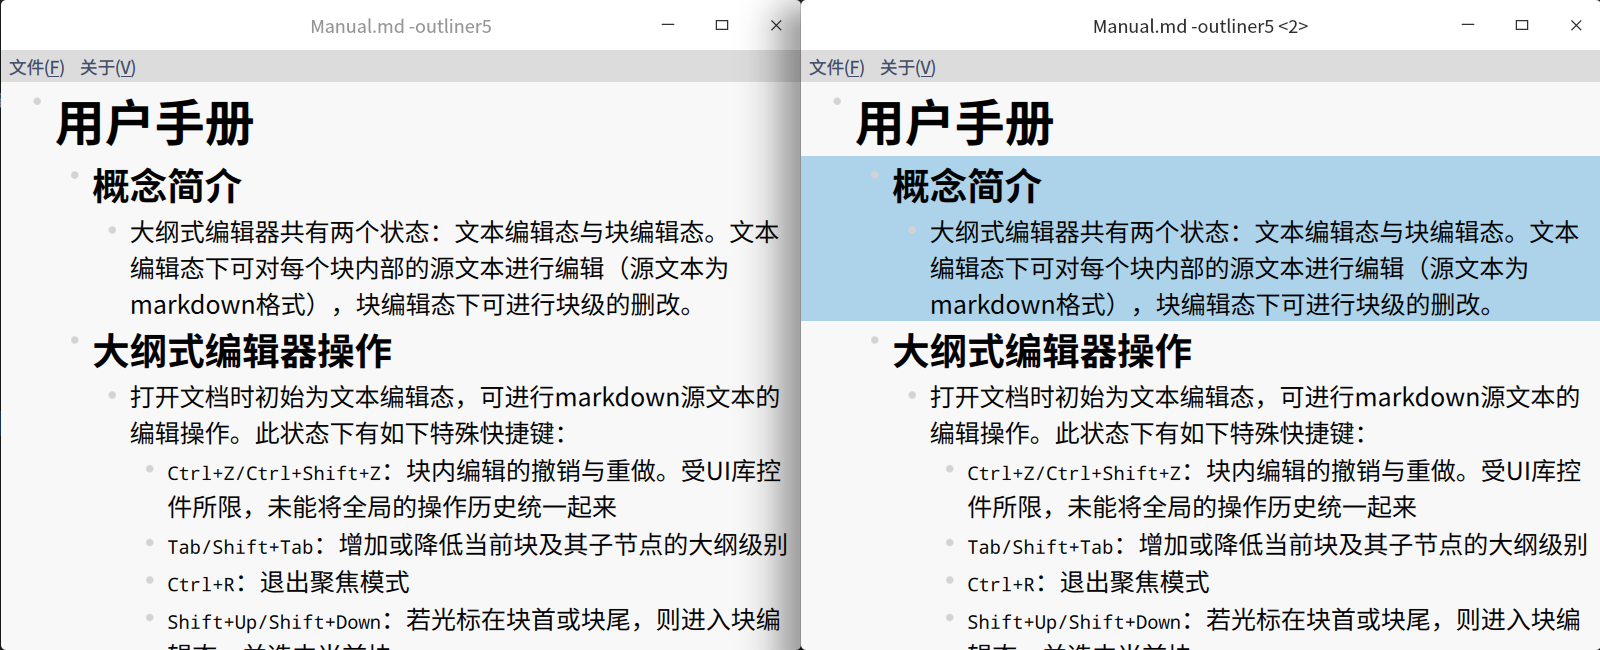 Manual.md -outliner5
文件(F) 关于(V)
用户手册
概念简介
大纲式编辑器共有两个状态：文本编辑态与块编辑态。文本
编辑态下可对每个块内部的源文本进行编辑（源文本为
markdown格式），块编辑态下可进行块级的删改。
大纲式编辑器操作
打开文档时初始为文本编辑态，可进行markdown源文本的
编辑操作。此状态下有如下特殊快捷键：
Ctrl+Z/Ctrl+Shift+Z：块内编辑的撤销与重做。受UI库控
件所限，未能将全局的操作历史统一起来
Tab/Shift+Tab：增加或降低当前块及其子节点的大纲级别
Ctrl+R：退出聚焦模式
Shift+Up/Shift+Down：若光标在块首或块尾，则进入块编
Manual.md -outliner5 <2>
文件(F) 关于(V)
用户手册
概念简介
大纲式编辑器共有两个状态：文本编辑态与块编辑态。文本
编辑态下可对每个块内部的源文本进行编辑（源文本为
markdown格式），块编辑态下可进行块级的删改。
大纲式编辑器操作
打开文档时初始为文本编辑态，可进行markdown源文本的
编辑操作。此状态下有如下特殊快捷键：
Ctrl+Z/Ctrl+Shift+Z：块内编辑的撤销与重做。受UI库控
件所限，未能将全局的操作历史统一起来
Tab/Shift+Tab：增加或降低当前块及其子节点的大纲级别
Ctrl+R：退出聚焦模式
Shift+Up/Shift+Down：若光标在块首或块尾，则进入块编